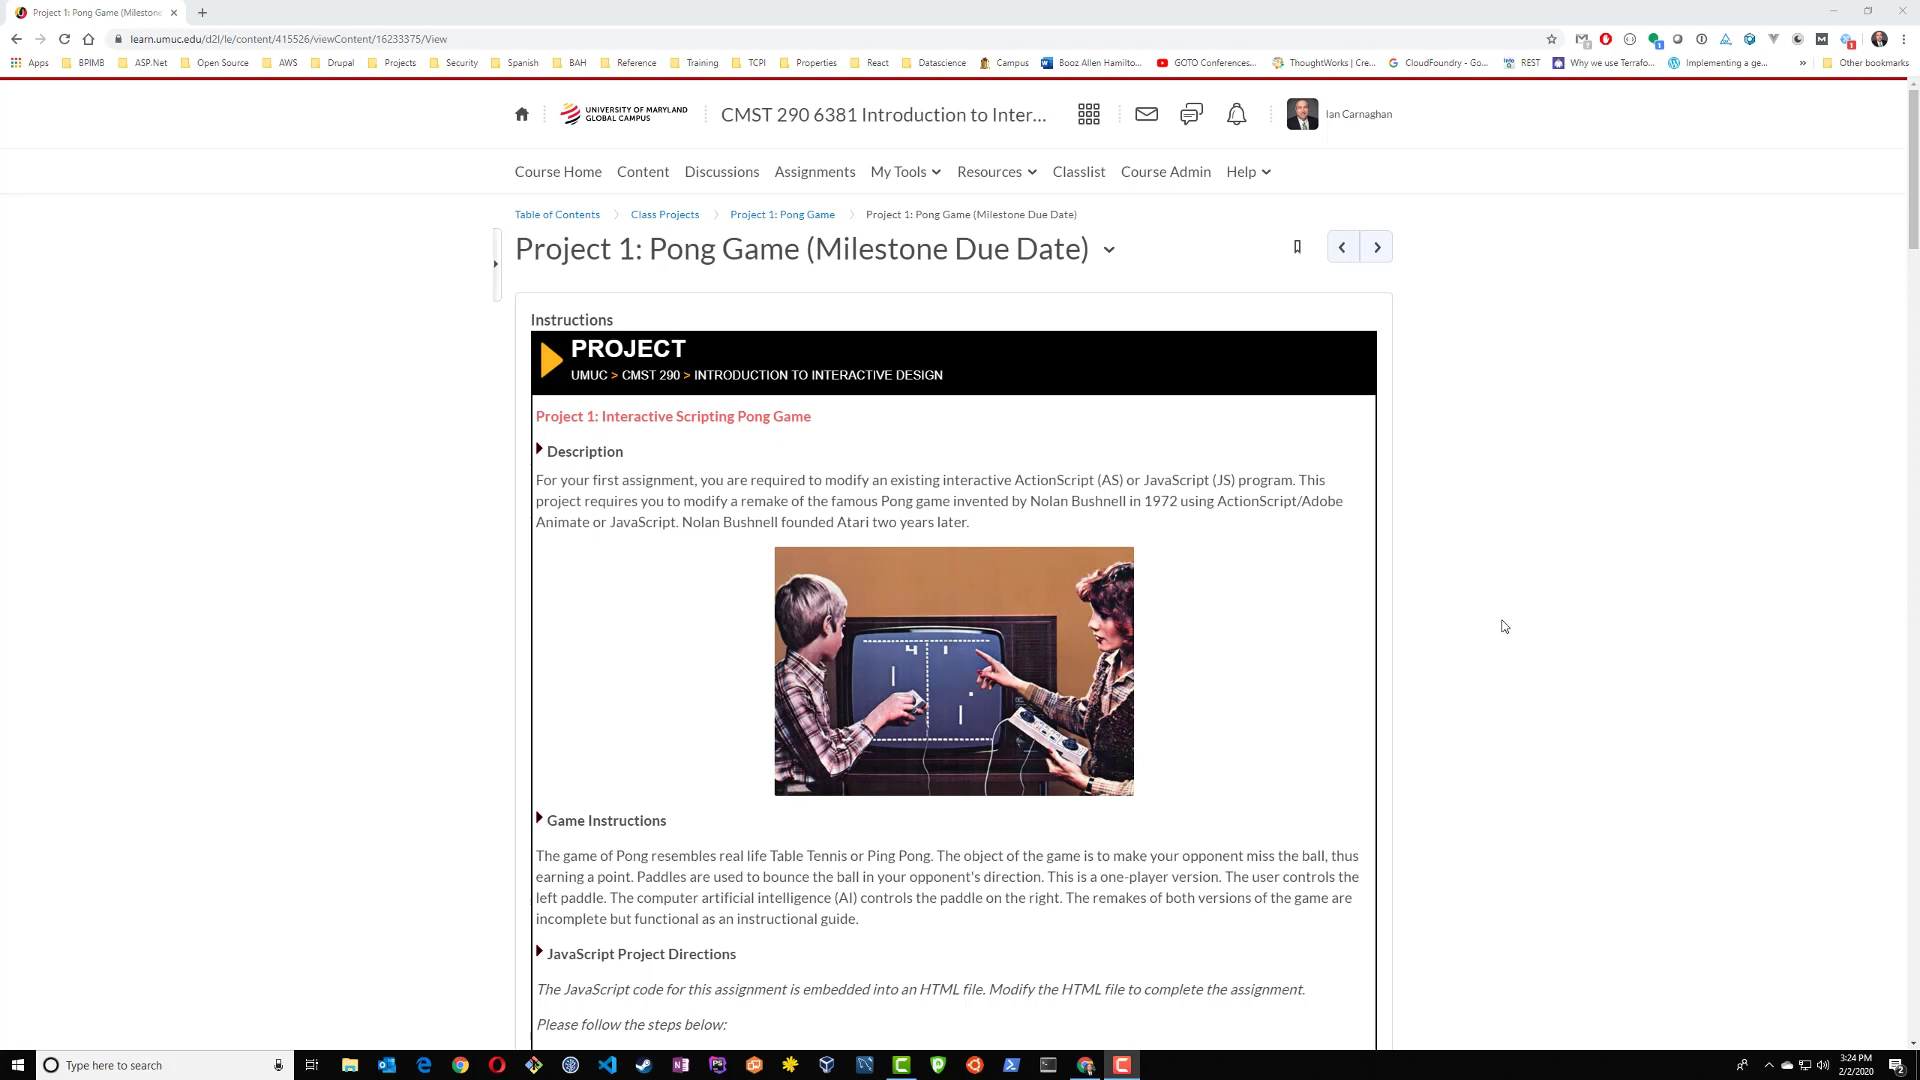 Project 1: Pong Game (Milestone
learn.umuc.edu/d2l/le/content/415526/viewContent/16233375/View
Apps BPIMB ASP.Net Open Source AWS Drupal Projects Security Spanish BAH Reference Training TCPI Properties React Datascience Campus Booz Allen Hamilto... GOTO Conferences... ThoughtWorks | Cre... CloudFoundry - Go... REST Why we use Terrafo... Implementing a ge... » Other bookmarks
UNIVERSITY OF MARYLAND
GLOBAL CAMPUS
CMST 290 6381 Introduction to Inter...
Ian Carnaghan
Course Home Content Discussions Assignments My Tools Resources Classlist Course Admin Help
Table of Contents Class Projects Project 1: Pong Game Project 1: Pong Game (Milestone Due Date)
Project 1: Pong Game (Milestone Due Date)
Instructions
PROJECT
UMUC > CMST 290 > INTRODUCTION TO INTERACTIVE DESIGN
Project 1: Interactive Scripting Pong Game
Description
For your first assignment, you are required to modify an existing interactive ActionScript (AS) or JavaScript (JS) program. This
project requires you to modify a remake of the famous Pong game invented by Nolan Bushnell in 1972 using ActionScript/Adobe
Animate or JavaScript. Nolan Bushnell founded Atari two years later.
4 1
Game Instructions
The game of Pong resembles real life Table Tennis or Ping Pong. The object of the game is to make your opponent miss the ball, thus
earning a point. Paddles are used to bounce the ball in your opponent's direction. This is a one-player version. The user controls the
left paddle. The computer artificial intelligence (AI) controls the paddle on the right. The remakes of both versions of the game are
incomplete but functional as an instructional guide.
JavaScript Project Directions
The JavaScript code for this assignment is embedded into an HTML file. Modify the HTML file to complete the assignment.
Please follow the steps below:
Type here to search
3:24 PM
2/2/2020